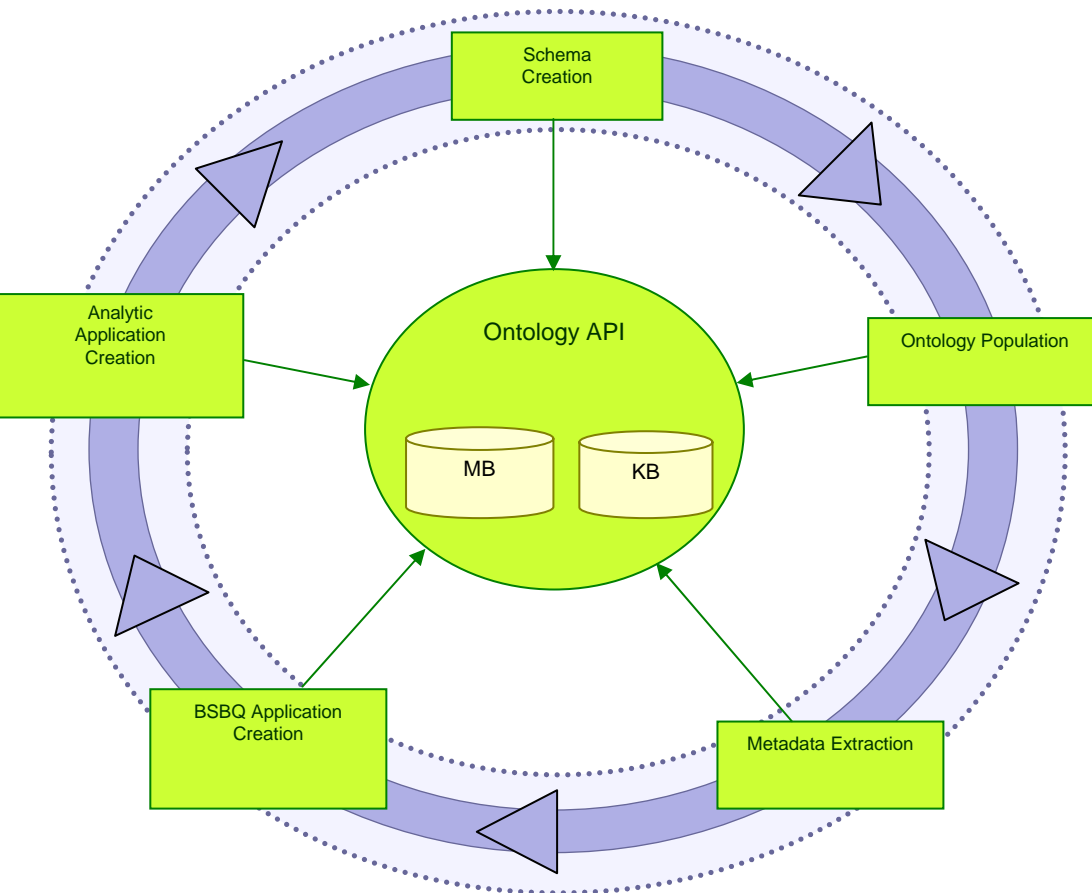 Schema
Creation
Analytic
Application
Creation
Ontology API
Ontology Population
MB
KB
BSBQ Application
Creation
Metadata Extraction